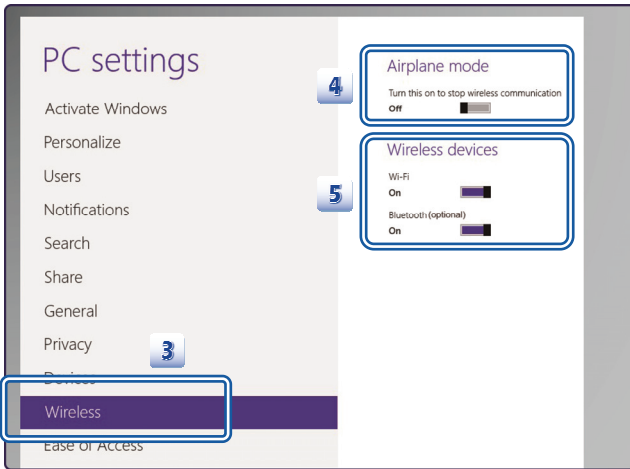 PC settings
Activate Windows
Personalize
Users
Notifications
Search
Share
General
Privacy
3
Devices
Wireless
Ease of Access
4
Airplane mode
Turn this on to stop wireless communication
Off
5
Wireless devices
Wi-Fi
On
Bluetooth (optional)
On